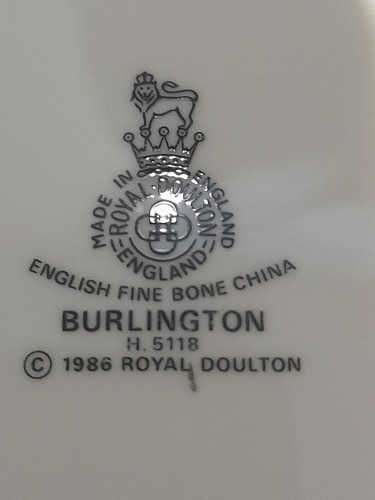 MADE IN ENGLAND
ROYAL DOULTON
ENGLAND
ENGLISH FINE BONE CHINA
BURLINGTON
H. 5118
© 1986 ROYAL DOULTON